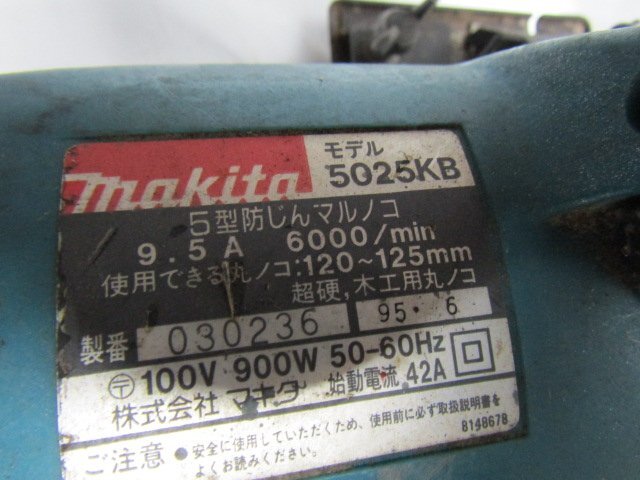 makita
モデル
5025KB
5型防じんマルノコ
9.5A 6000/min
使用できる丸ノコ:120~125mm
超硬,木工用丸ノコ
製番 030236 95.6
〒 100V 900W 50-60Hz
株式会社 マキタ 始動電流 42A
ご注意 ●安全に使用していただくため、使用前に必ず取扱説明書を
よくお読みください。
814867B